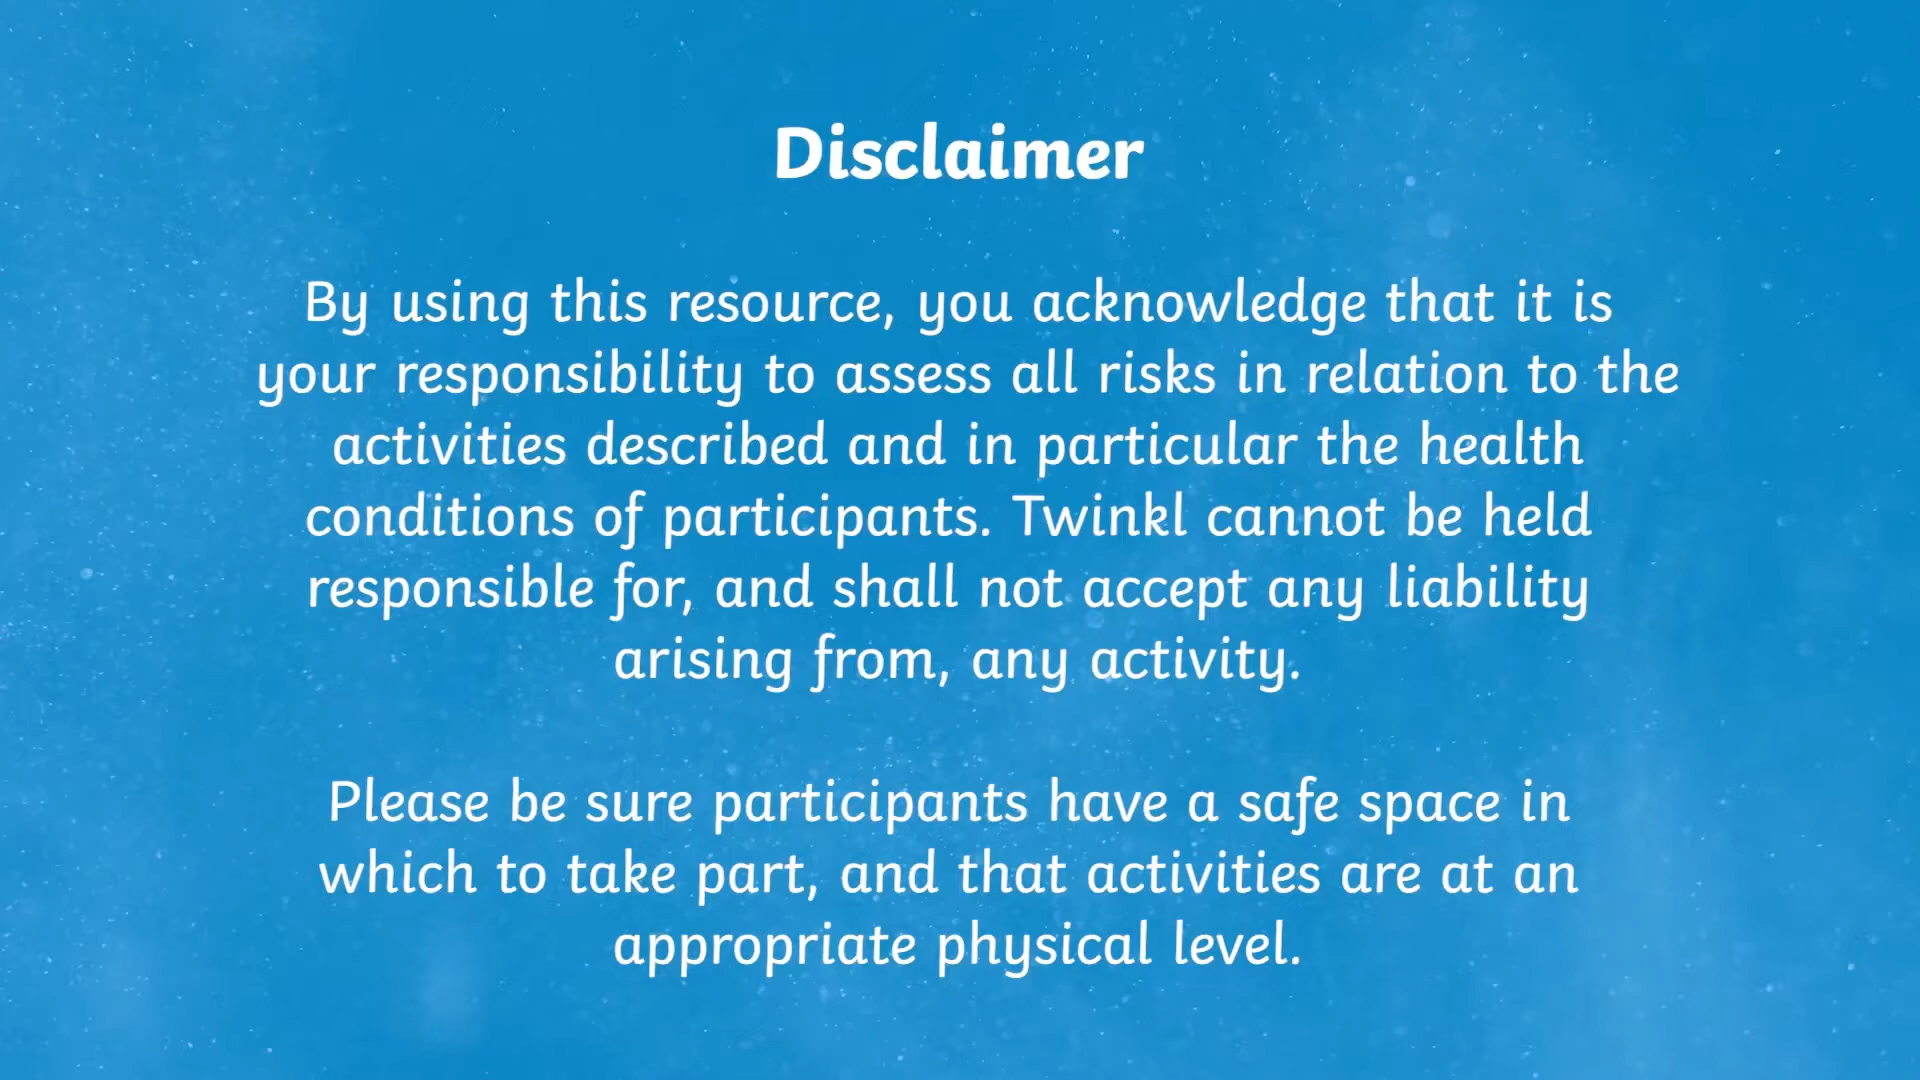 Disclaimer
By using this resource, you acknowledge that it is
your responsibility to assess all risks in relation to the
activities described and in particular the health
conditions of participants. Twinkl cannot be held
responsible for, and shall not accept any liability
arising from, any activity.
Please be sure participants have a safe space in
which to take part, and that activities are at an
appropriate physical level.